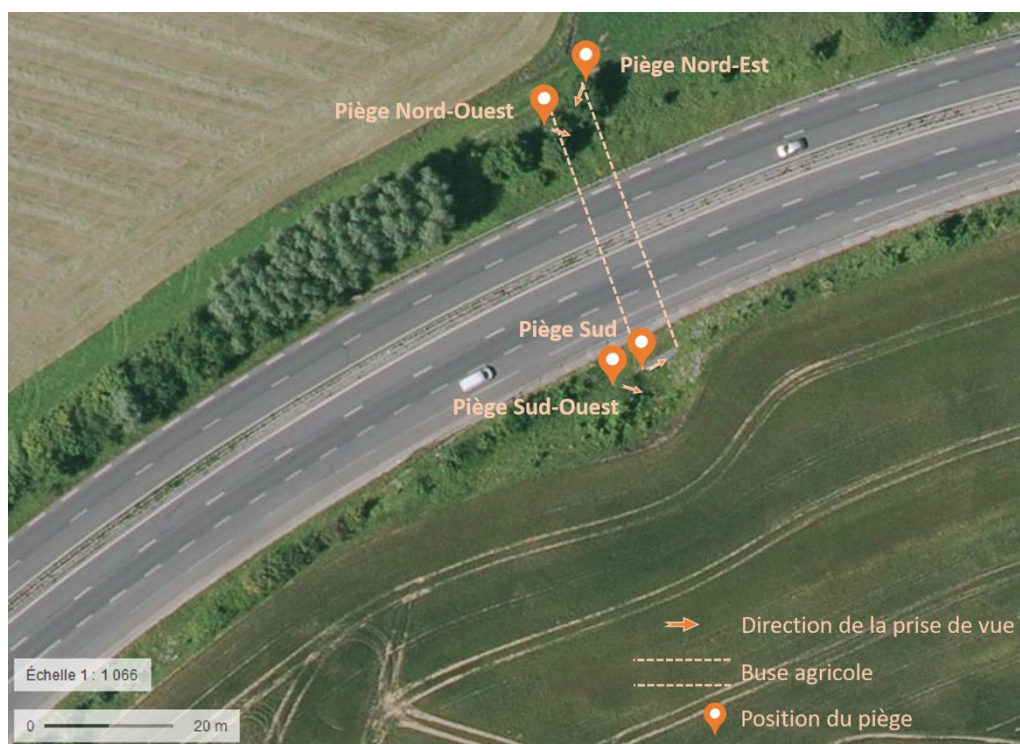 Piège Nord-Est
Piège Nord-Ouest
Piège Sud
Piège Sud-Ouest
Direction de la prise de vue
Buse agricole
Position du piège
Échelle 1 : 1 066
0 20 m